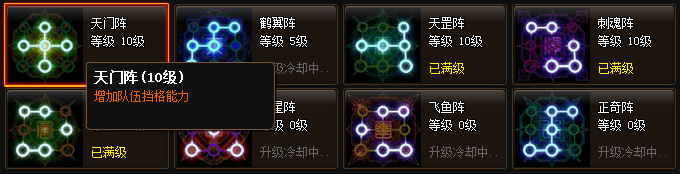 天门阵
等级 10级
鹤翼阵
等级 5级
级冷却中..
天罡阵
等级 10级
已满级
刺魂阵
等级 10级
已满级
天门阵(10级)
增加队伍挡格能力
已满级
星阵
0级
升级冷却中..
飞鱼阵
等级 0级
升级冷却中..
正奇阵
等级 0级
升级冷却中..